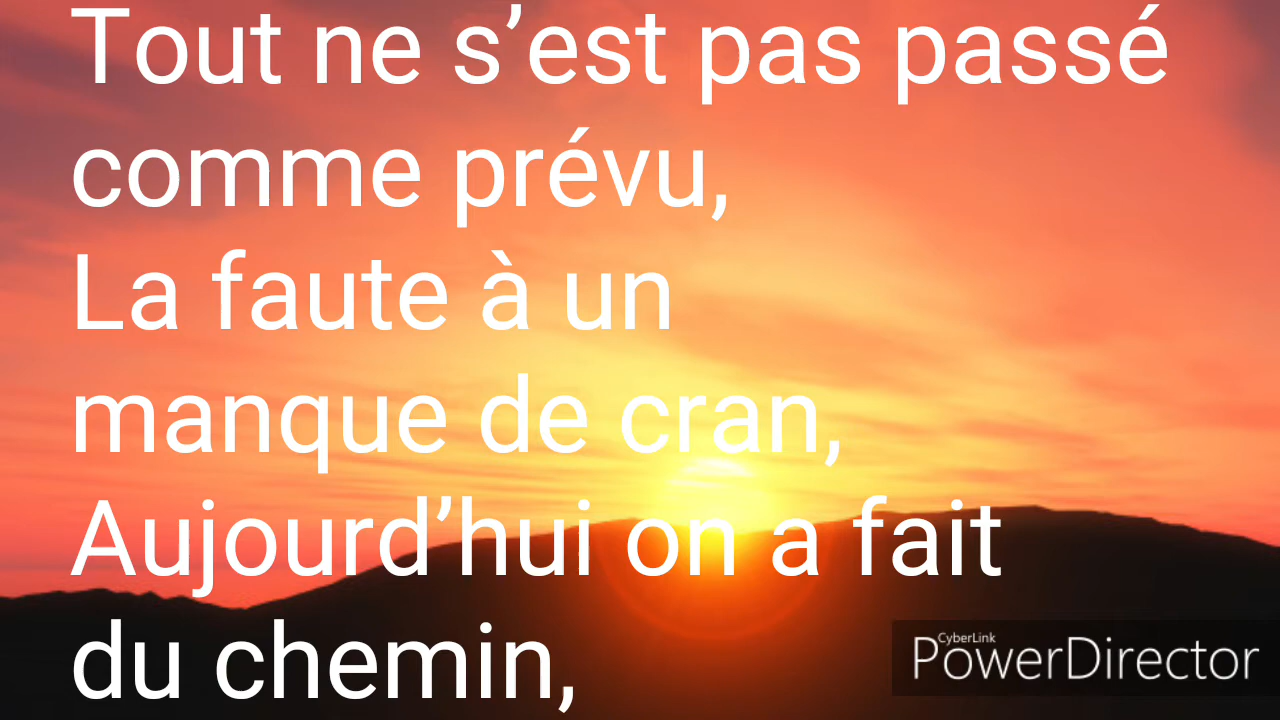 Tout ne s’est pas passé
comme prévu,
La faute à un
manque de cran,
Aujourd’hui on a fait
du chemin,
CyberLink
PowerDirector